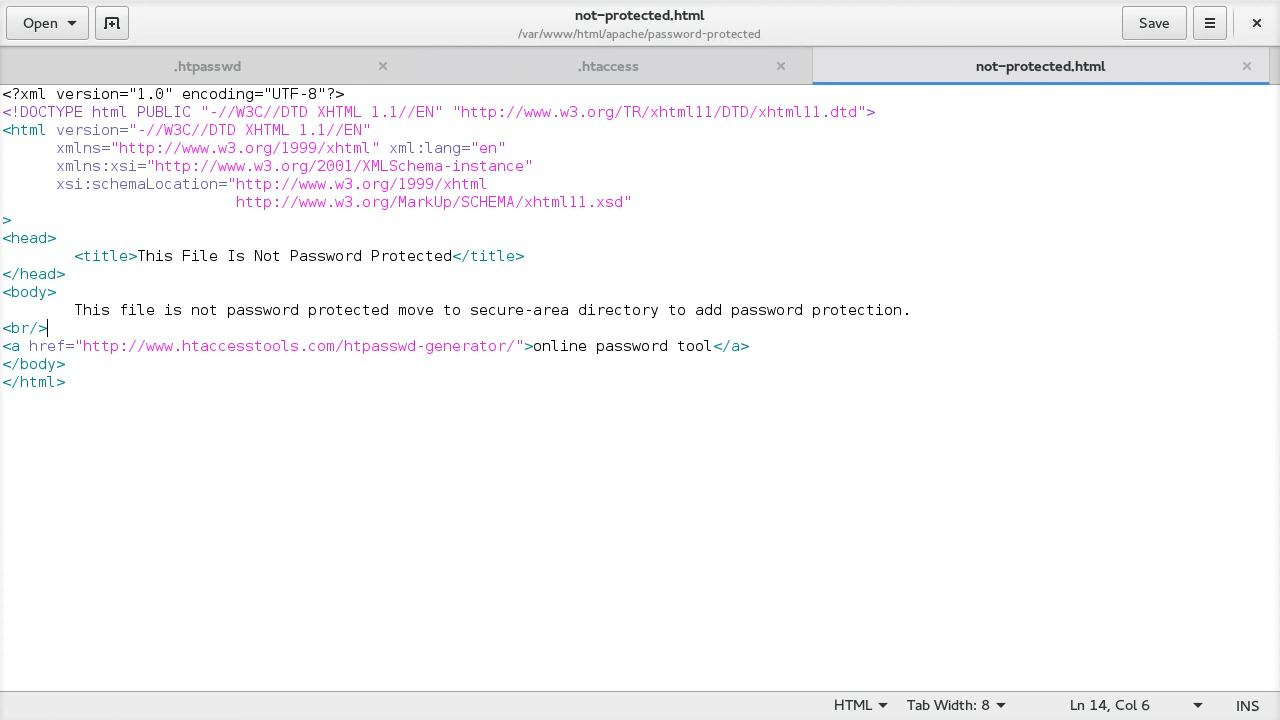 Open
not-protected.html
/var/www/html/apache/password-protected
Save
.htpasswd
.htaccess
not-protected.html
<?xml version="1.0" encoding="UTF-8"?>
<!DOCTYPE html PUBLIC "-//W3C//DTD XHTML 1.1//EN" "http://www.w3.org/TR/xhtml11/DTD/xhtml11.dtd">
<html version="-//W3C//DTD XHTML 1.1//EN"
      xmlns="http://www.w3.org/1999/xhtml" xml:lang="en"
      xmlns:xsi="http://www.w3.org/2001/XMLSchema-instance"
      xsi:schemaLocation="http://www.w3.org/1999/xhtml
                          http://www.w3.org/MarkUp/SCHEMA/xhtml11.xsd"
>
<head>
        <title>This File Is Not Password Protected</title>
</head>
<body>
        This file is not password protected move to secure-area directory to add password protection.
<br/>
<a href="http://www.htaccesstools.com/htpasswd-generator/">online password tool</a>
</body>
</html>
HTML
Tab Width: 8
Ln 14, Col 6
INS